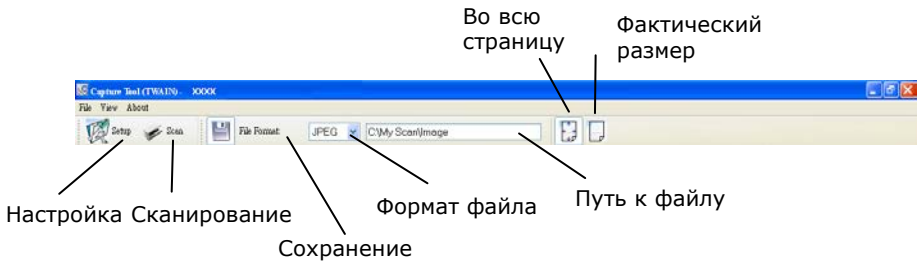 Во всю
страницу
Фактический
размер
Capture Tool (TWAIN) - XXXX
File View About
Setup Scan File Format: JPEG C:\My Scan\Image
Настройка Сканирование Формат файла Путь к файлу
Сохранение